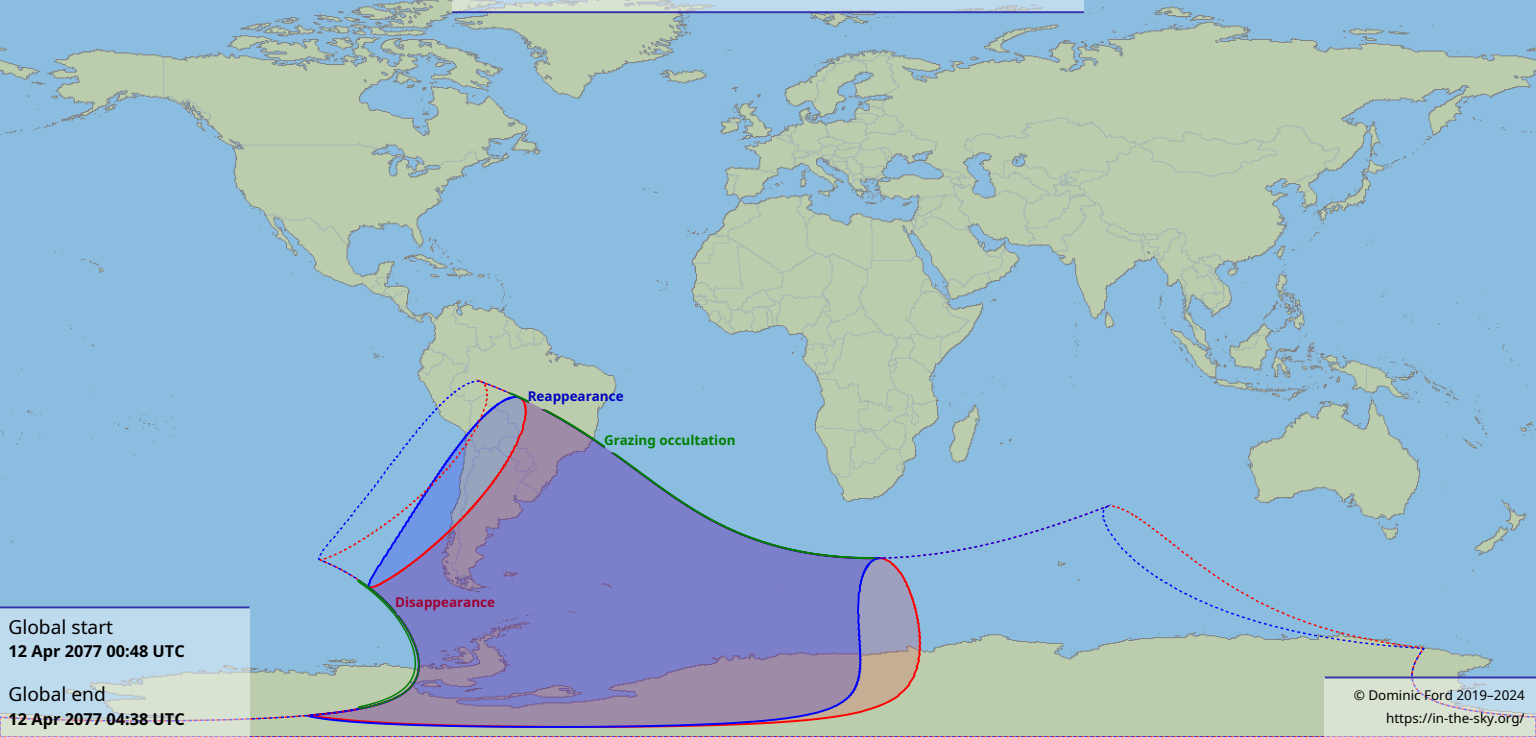 Reappearance
Grazing occultation
Disappearance
Global start
12 Apr 2077 00:48 UTC
Global end
12 Apr 2077 04:38 UTC
© Dominic Ford 2019–2024
https://in-the-sky.org/